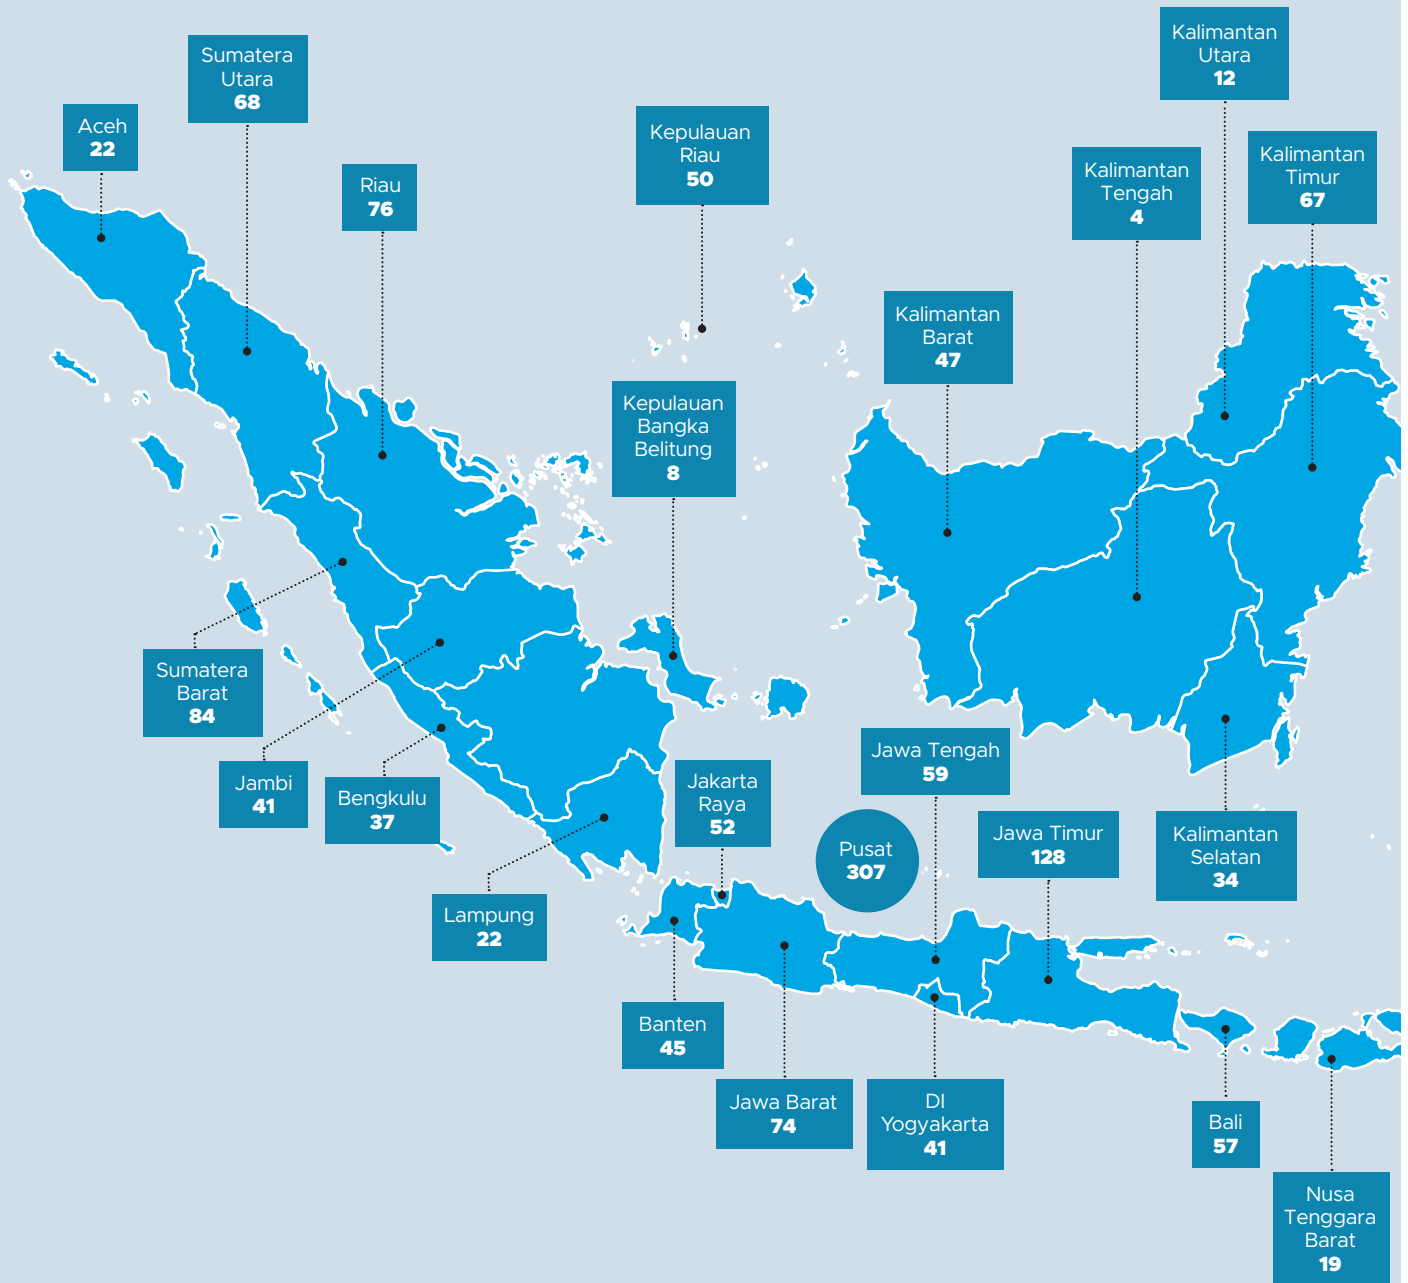 Kalimantan
Utara
12
Sumatera
Utara
68
Aceh
22
Kepulauan
Riau
50
Kalimantan
Timur
67
Kalimantan
Tengah
4
Riau
76
Kalimantan
Barat
47
Kepulauan
Bangka
Belitung
8
Sumatera
Barat
84
Jambi
41
Bengkulu
37
Jakarta
Raya
52
Jawa Tengah
59
Pusat
307
Jawa Timur
128
Kalimantan
Selatan
34
Lampung
22
Banten
45
Jawa Barat
74
DI
Yogyakarta
41
Bali
57
Nusa
Tenggara
Barat
19